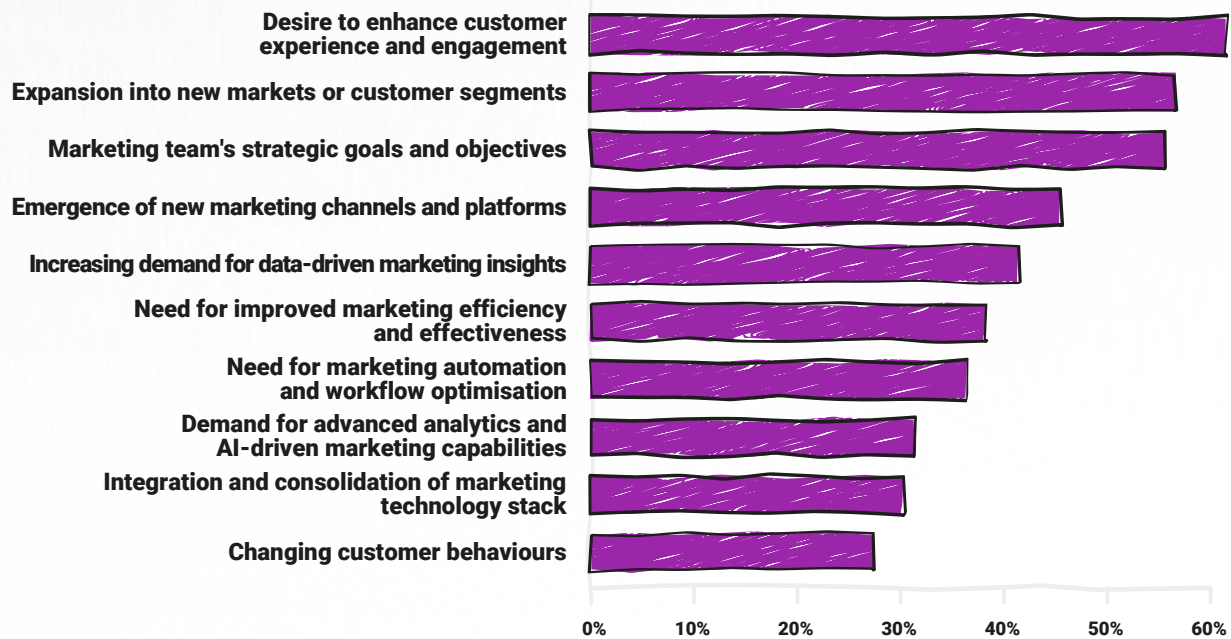 Desire to enhance customer
experience and engagement
Expansion into new markets or customer segments
Marketing team's strategic goals and objectives
Emergence of new marketing channels and platforms
Increasing demand for data-driven marketing insights
Need for improved marketing efficiency
and effectiveness
Need for marketing automation
and workflow optimisation
Demand for advanced analytics and
AI-driven marketing capabilities
Integration and consolidation of marketing
technology stack
Changing customer behaviours
0% 10% 20% 30% 40% 50% 60%